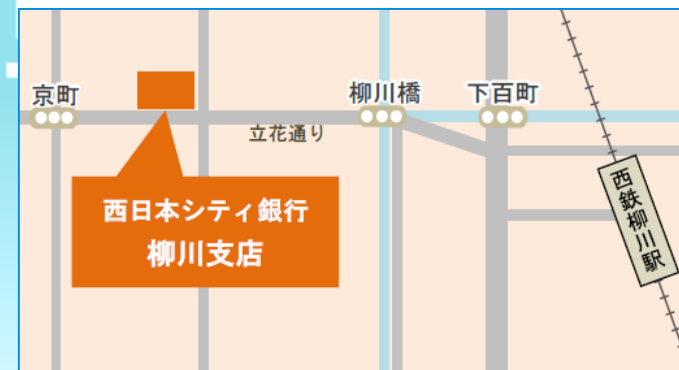 京町
柳川橋
下百町
立花通り
西日本シティ銀行
柳川支店
西鉄柳川駅